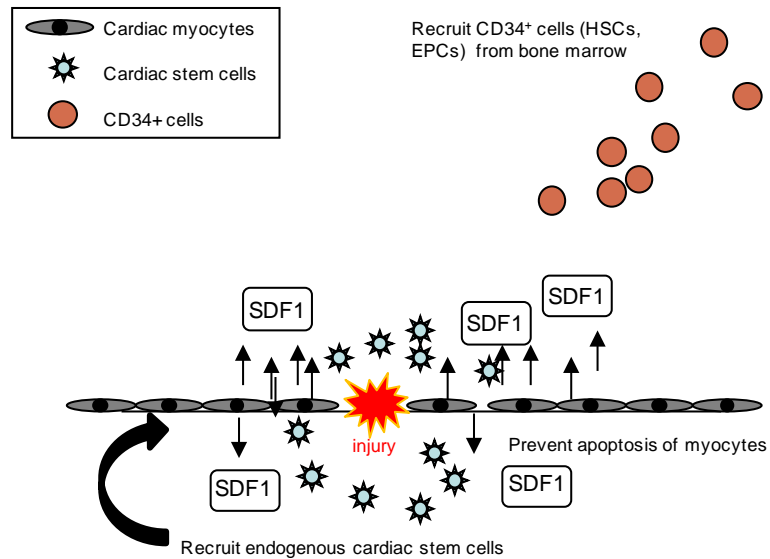 Cardiac myocytes
Cardiac stem cells
CD34+ cells
Recruit CD34⁺ cells (HSCs,
EPCs) from bone marrow
SDF1
SDF1
SDF1
injury
Prevent apoptosis of myocytes
SDF1
SDF1
Recruit endogenous cardiac stem cells